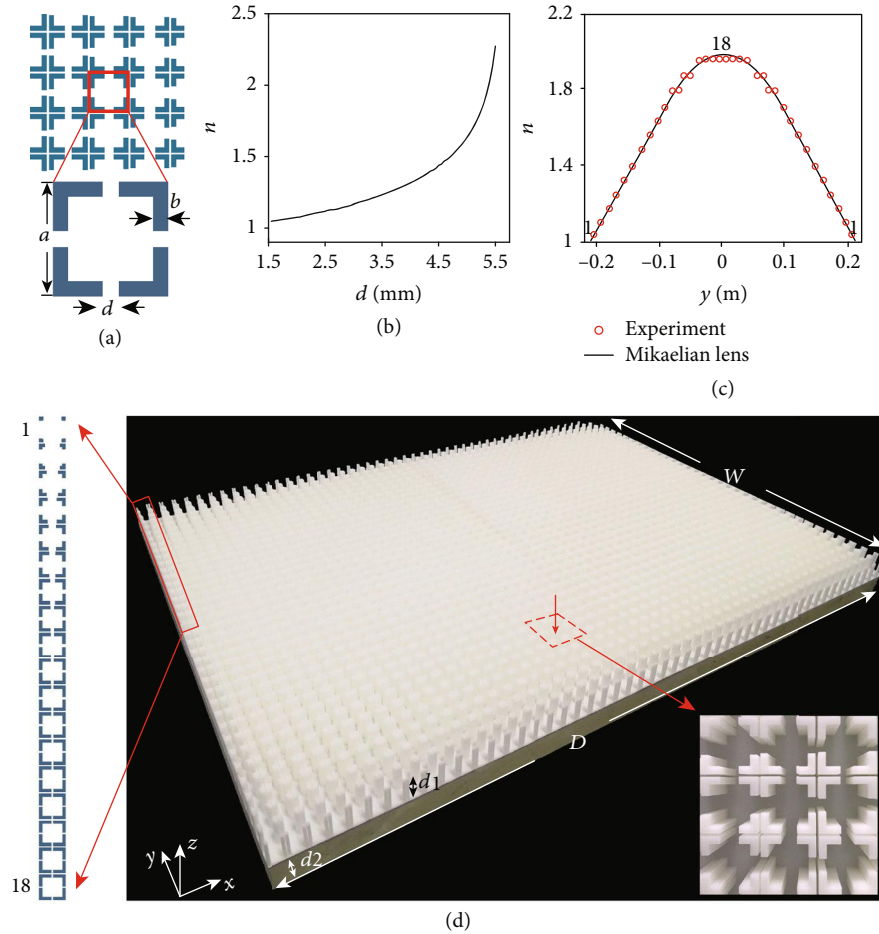 a
b
d
(a)
n
2.5
2
1.5
1
1.5
2.5
3.5
4.5
5.5
d (mm)
(b)
n
2.2
1.8
1.4
1
18
1
1
−0.2
−0.1
0
0.1
0.2
y (m)
Experiment
Mikaelian lens
(c)
1
18
W
D
d1
d2
y
z
x
(d)